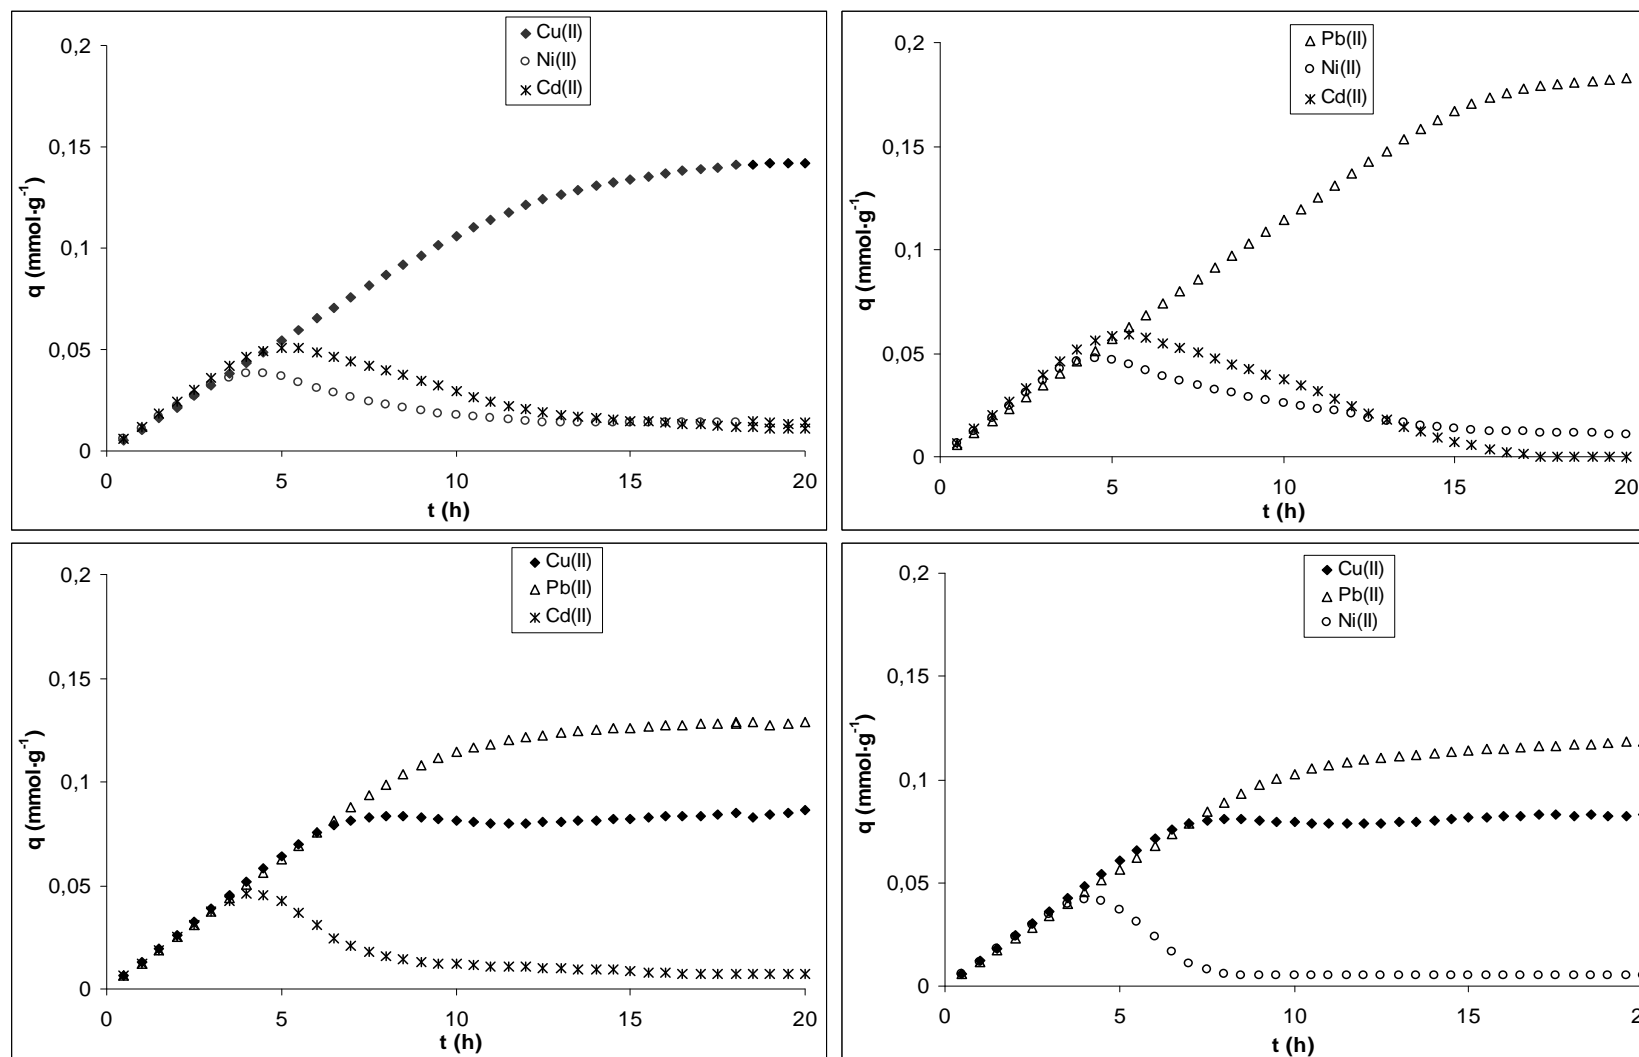 Cu(II)
Ni(II)
Cd(II)
0,2
0,15
0,1
0,05
0
q (mmol·g⁻¹)
0 5 10 15 20
t (h)
Pb(II)
Ni(II)
Cd(II)
0,2
0,15
0,1
0,05
0
q (mmol·g⁻¹)
0 5 10 15 20
t (h)
Cu(II)
Pb(II)
Cd(II)
0,2
0,15
0,1
0,05
0
q (mmol·g⁻¹)
0 5 10 15 20
t (h)
Cu(II)
Pb(II)
Ni(II)
0,2
0,15
0,1
0,05
0
q (mmol·g⁻¹)
0 5 10 15 2
t (h)